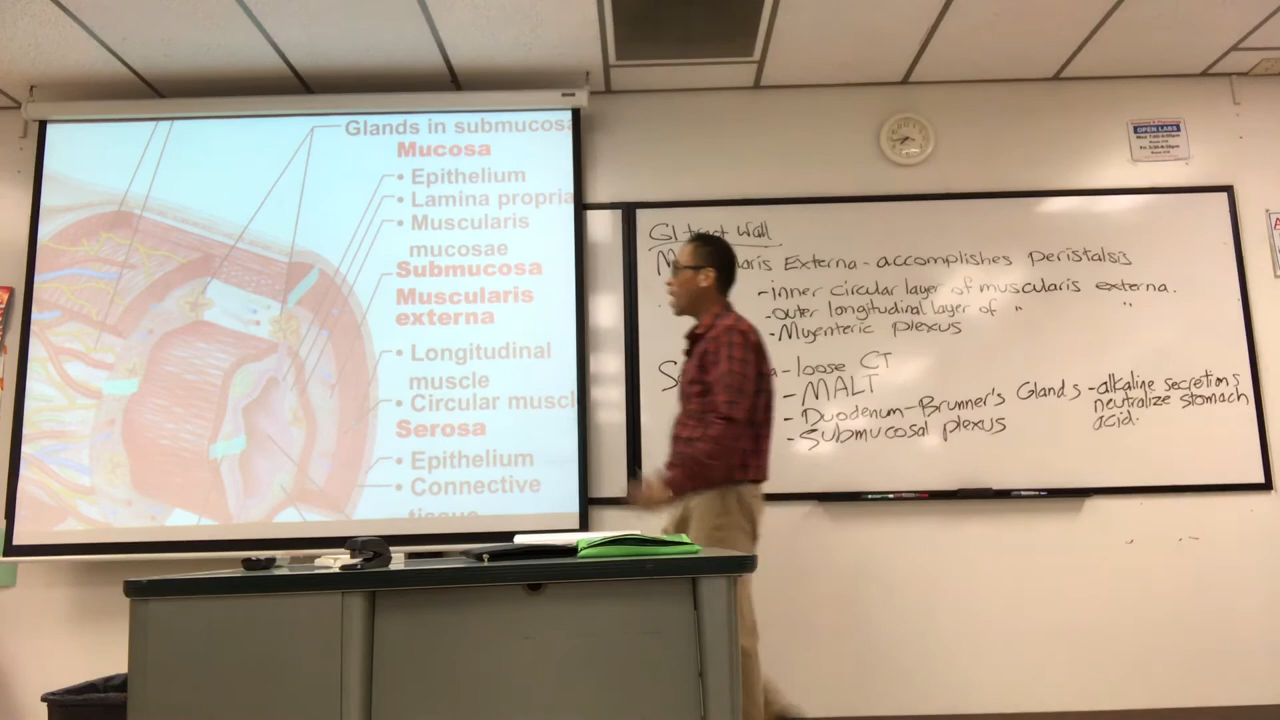 Glands in submucosa
Mucosa
• Epithelium
• Lamina propria
• Muscularis
mucosae
Submucosa
Muscularis
externa
• Longitudinal
muscle
• Circular muscl
Serosa
• Epithelium
• Connective
tissue
OPEN LABS
GI tract Wall
M laris Externa - accomplishes peristalsis
- inner circular layer of muscularis externa.
- outer longitudinal layer of " "
- Myenteric plexus
S a - loose CT
- MALT
- Duodenum - Brunner's Glands - alkaline secretions
neutralize stomach
acid.
- Submucosal plexus